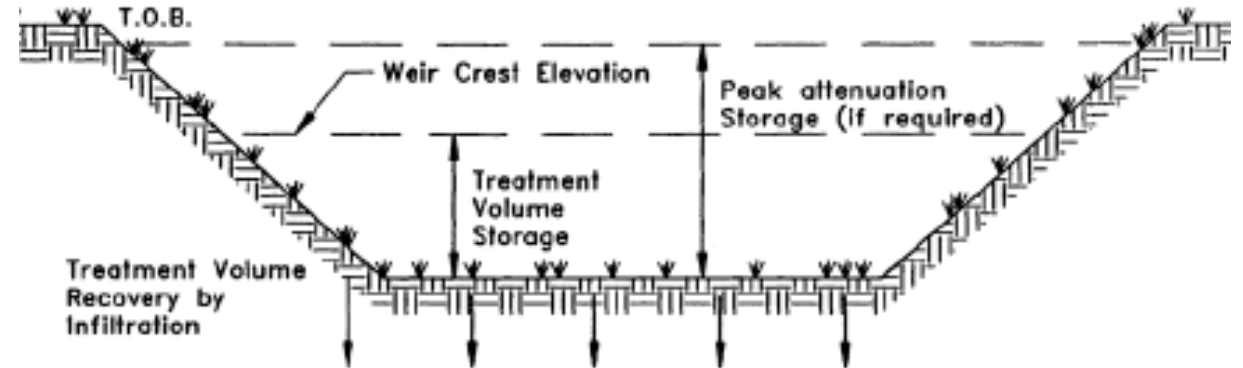 T.O.B.
Weir Crest Elevation
Peak attenuation
Storage (if required)
Treatment
Volume
Storage
Treatment Volume
Recovery by
Infiltration